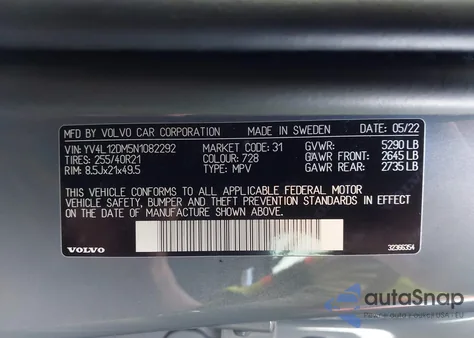 MFD. BY VOLVO CAR CORPORATION MADE IN SWEDEN 05/22
VIN: YV4L12DM5N1082292 MARKET CODE: 31 GVWR: 5290 LB
TIRES: 255/40R21 COLOUR: 728 GAWR FRONT: 2645 LB
RIM: 8.5Jx21x49.5 TYPE: MPV GAWR REAR: 2735 LB
THIS VEHICLE CONFORMS TO ALL APPLICABLE FEDERAL MOTOR
VEHICLE SAFETY, BUMPER AND THEFT PREVENTION STANDARDS IN EFFECT
ON THE DATE OF MANUFACTURE SHOWN ABOVE.
VOLVO 32366354
autoSnap